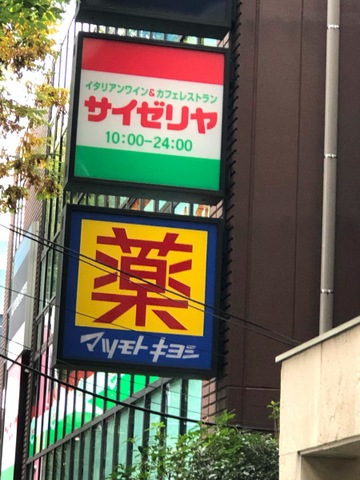 イタリアンワイン&カフェレストラン
サイゼリヤ
10:00-24:00
薬
マツモトキヨシ